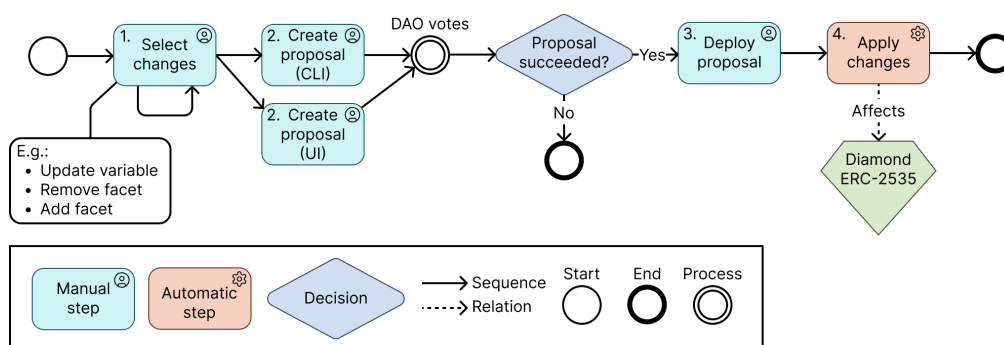 DAO votes
1. Select
changes
2. Create
proposal
(CLI)
2. Create
proposal
(UI)
Proposal
succeeded?
Yes
No
3. Deploy
proposal
4. Apply
changes
Affects
Diamond
ERC-2535
E.g.:
• Update variable
• Remove facet
• Add facet
Manual
step
Automatic
step
Decision
Sequence
Relation
Start
End
Process